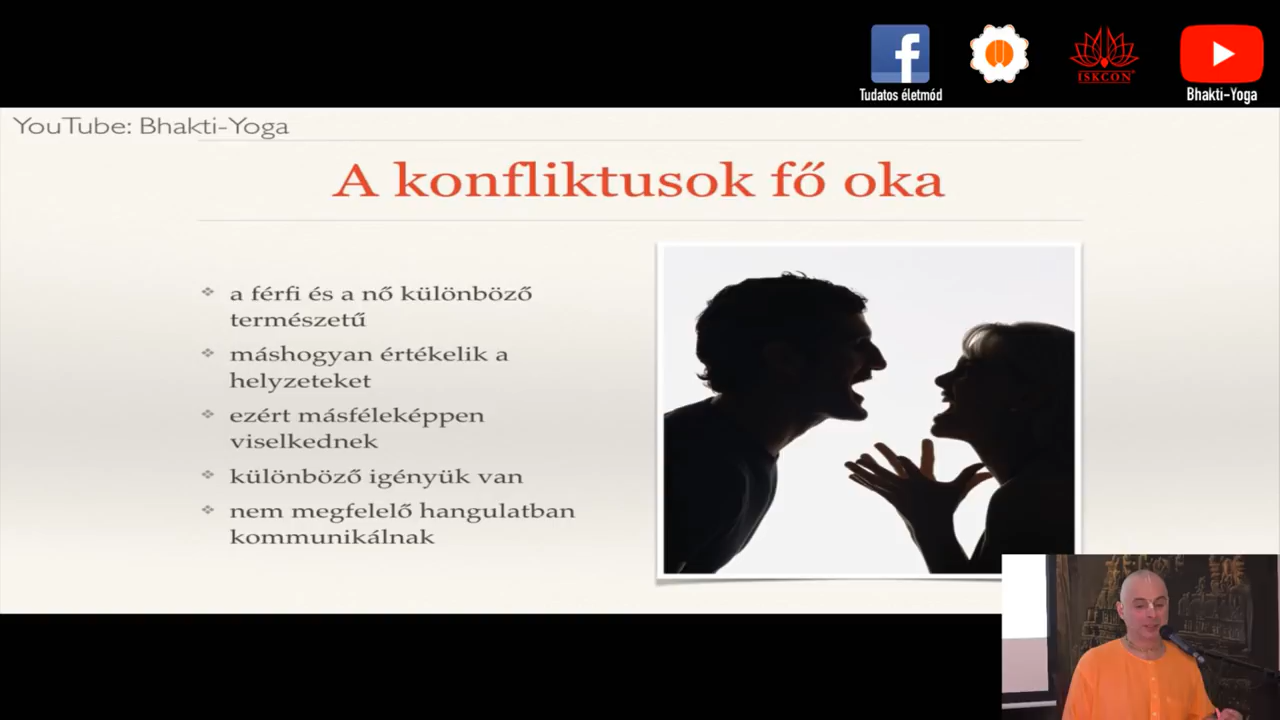 Tudatos életmód
ISKCON
Bhakti-Yoga
YouTube: Bhakti-Yoga
A konfliktusok fő oka
a férfi és a nő különböző
természetű
máshogyan értékelik a
helyzeteket
ezért másféleképpen
viselkednek
különböző igényük van
nem megfelelő hangulatban
kommunikálnak